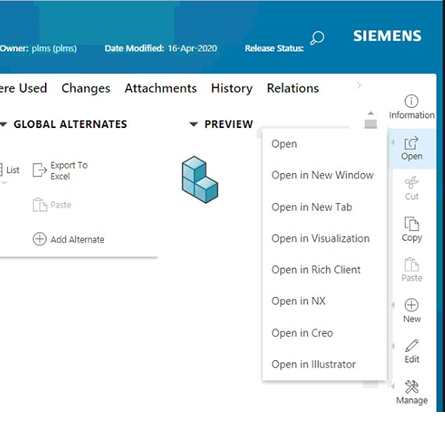 SIEMENS
Owner: plms (plms) Date Modified: 16-Apr-2020 Release Status:
ere Used Changes Attachments History Relations
Information
GLOBAL ALTERNATES PREVIEW
Open
Open
List Export To
Excel
Open in New Window
Cut
Paste
Open in New Tab
Copy
Add Alternate
Open in Visualization
Open in Rich Client
Paste
Open in NX
New
Open in Creo
Edit
Open in Illustrator
Manage